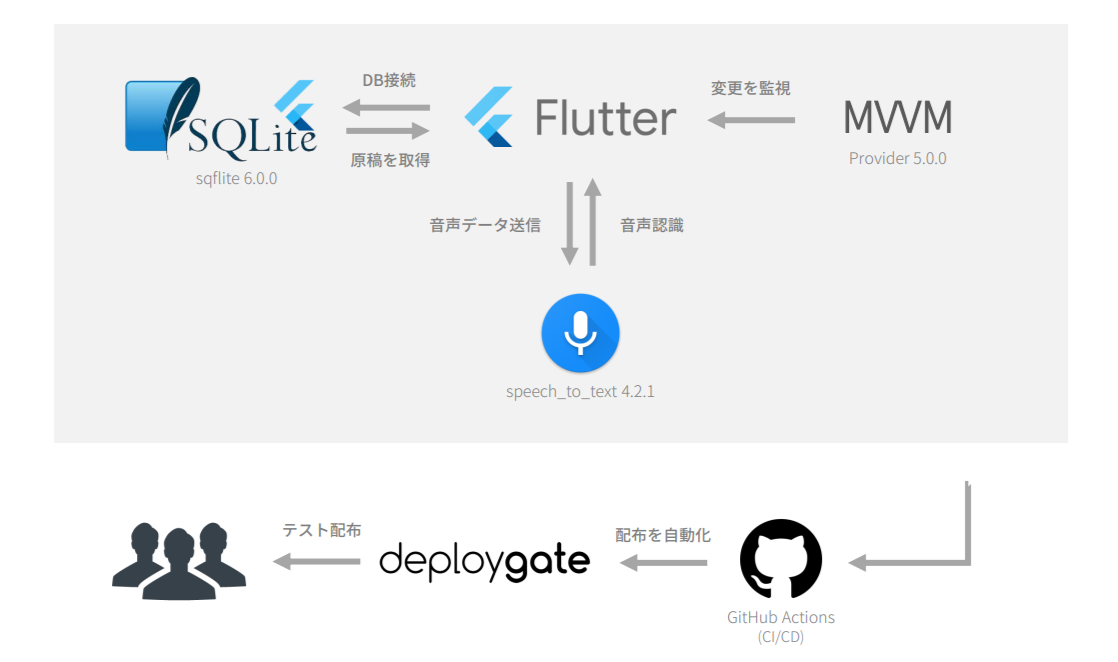 DB接続
変更を監視
SQLite
Flutter
MVVM
原稿を取得
Provider 5.0.0
sqflite 6.0.0
音声データ送信
音声認識
speech_to_text 4.2.1
テスト配布
配布を自動化
deploygate
GitHub Actions
(CI/CD)